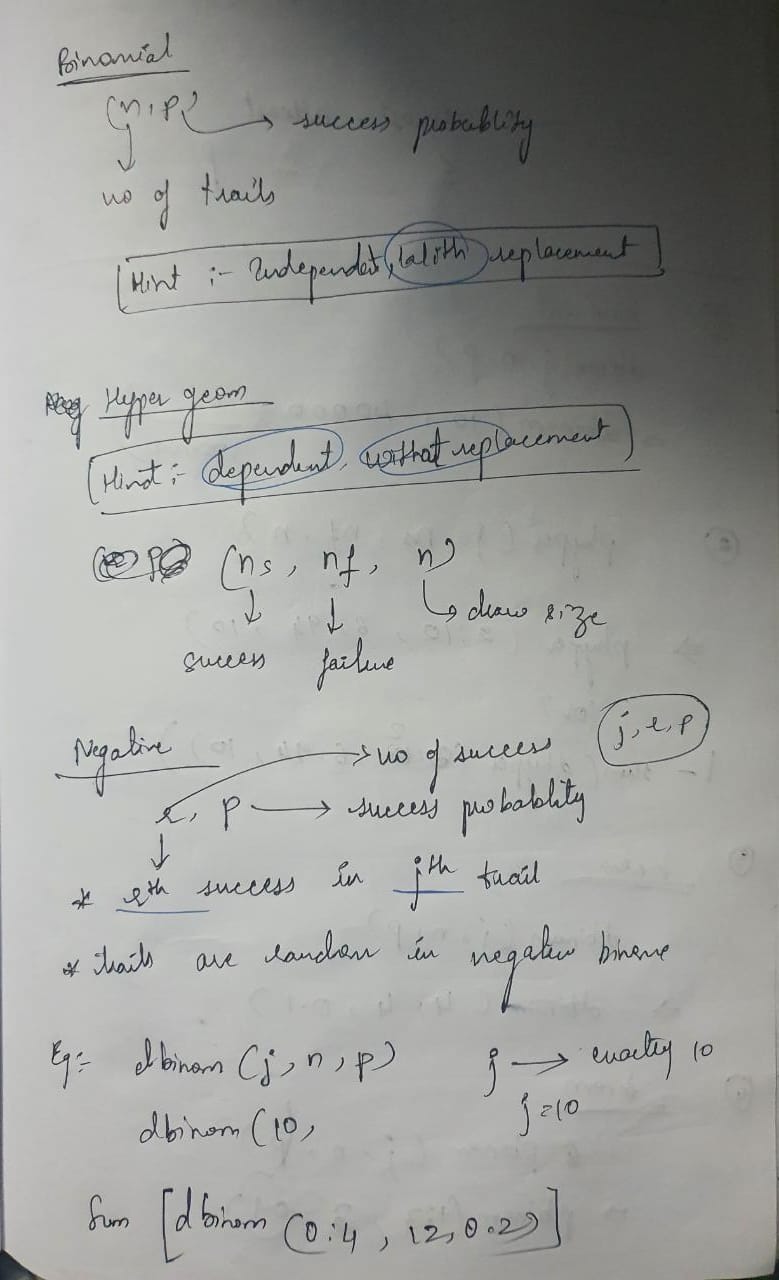 Binomial
(n, p) → success probablity
no of trails
Hint :- Independet, with replacement
Hyper geom
Hint :- dependent, without replacement
(ns, nf, n)
draw size
success failure
Negative
no of success (j, r, p)
r, p → success probablity
* rth success in jth trail
* trails are random in negative binom
Eg:- dbinom (j, n, p) j → exactly 10
dbinom (10, j=10
Sum [dbinom (0:4, 12, 0.2)]